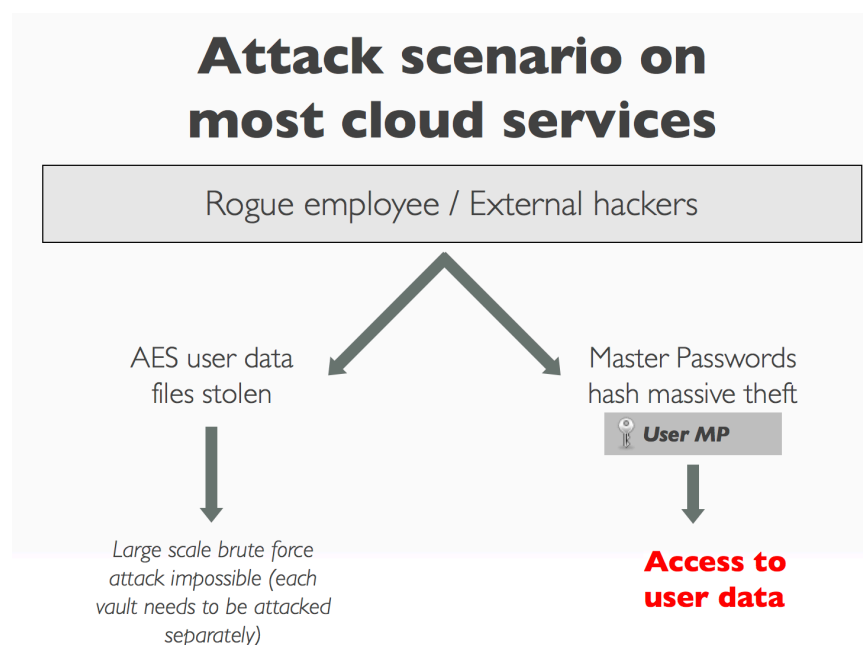 Attack scenario on
most cloud services
Rogue employee / External hackers
AES user data
files stolen
Master Passwords
hash massive theft
User MP
Large scale brute force
attack impossible (each
vault needs to be attacked
separately)
Access to
user data